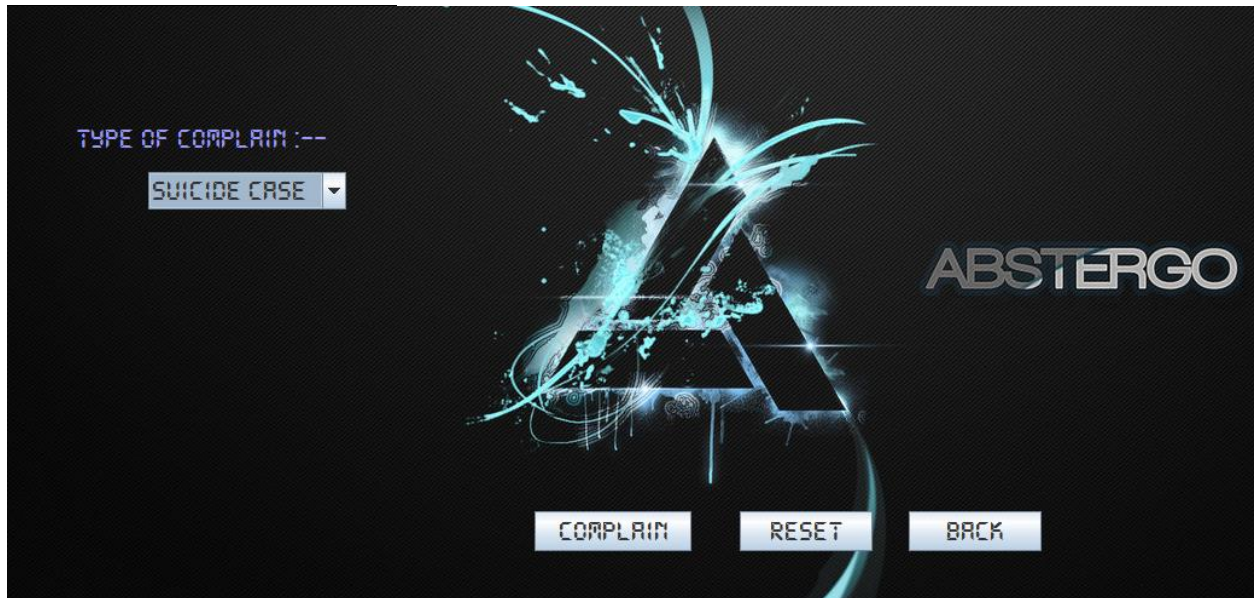 TYPE OF COMPLAIN :--
SUICIDE CASE
ABSTERGO
COMPLAIN RESET BACK